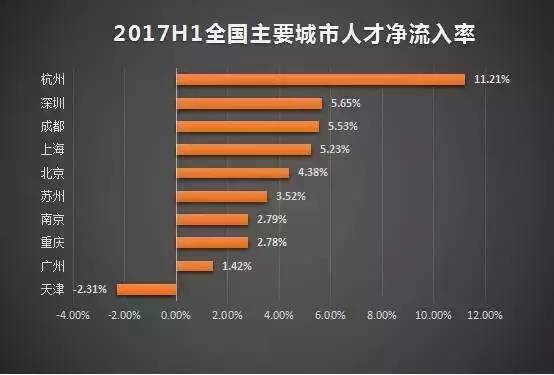 2017H1全国主要城市人才净流入率
杭州 11.21%
深圳 5.65%
成都 5.53%
上海 5.23%
北京 4.38%
苏州 3.52%
南京 2.79%
重庆 2.78%
广州 1.42%
天津 -2.31%
-4.00% -2.00% 0.00% 2.00% 4.00% 6.00% 8.00% 10.00% 12.00%